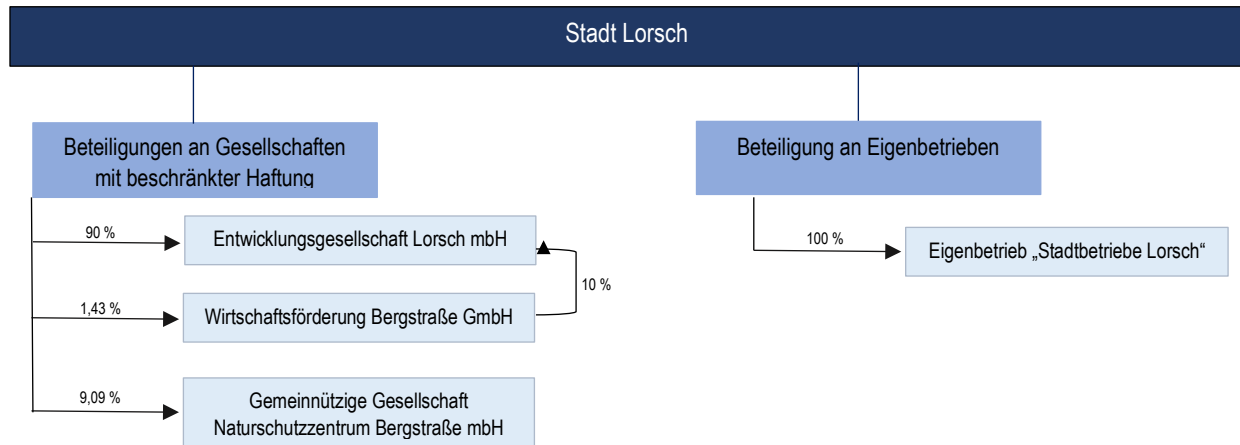 Stadt Lorsch
Beteiligungen an Gesellschaften
mit beschränkter Haftung
Beteiligung an Eigenbetrieben
90 %
Entwicklungsgesellschaft Lorsch mbH
100 %
Eigenbetrieb „Stadtbetriebe Lorsch“
10 %
1,43 %
Wirtschaftsförderung Bergstraße GmbH
9,09 %
Gemeinnützige Gesellschaft
Naturschutzzentrum Bergstraße mbH